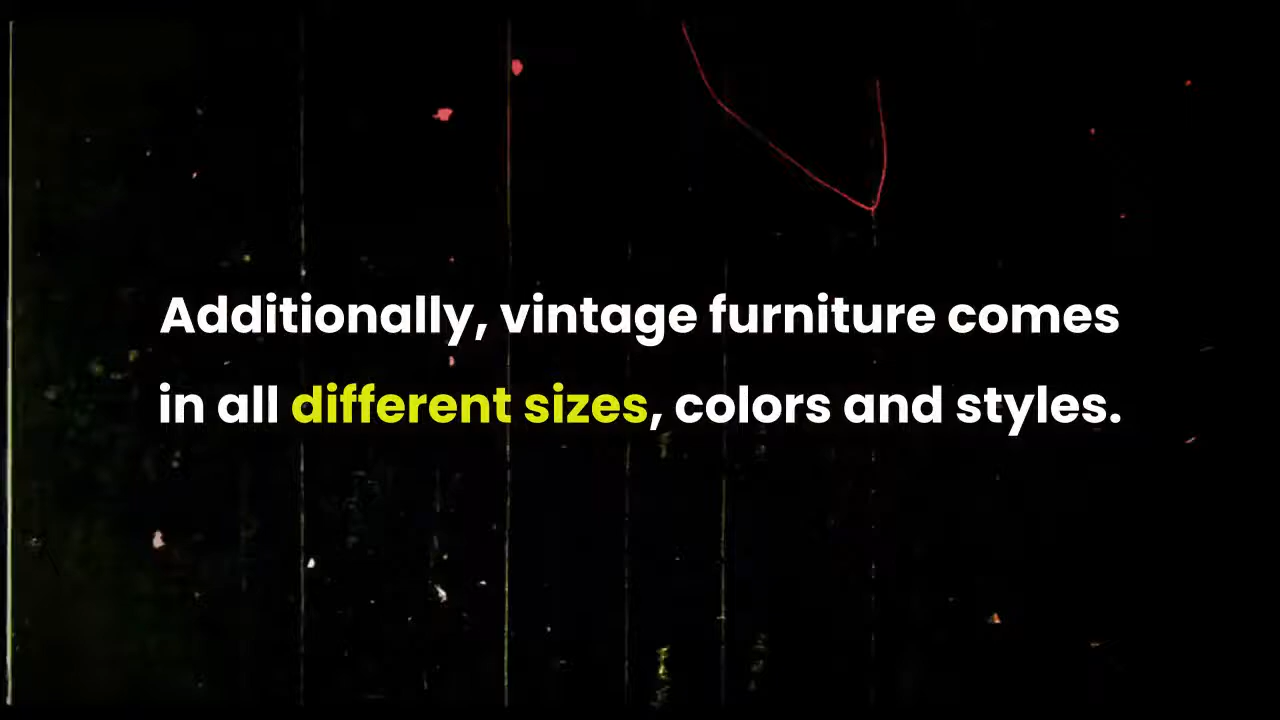 Additionally, vintage furniture comes
in all different sizes, colors and styles.